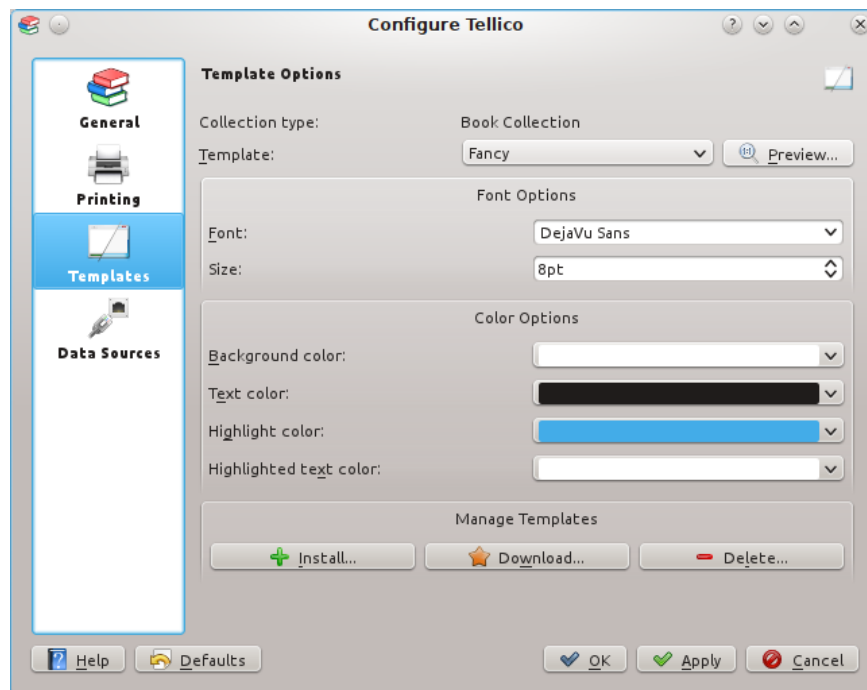 Configure Tellico
General
Printing
Templates
Data Sources
Template Options
Collection type: Book Collection
Template: Fancy Preview...
Font Options
Font: DejaVu Sans
Size: 8pt
Color Options
Background color:
Text color:
Highlight color:
Highlighted text color:
Manage Templates
Install... Download... Delete...
Help Defaults OK Apply Cancel